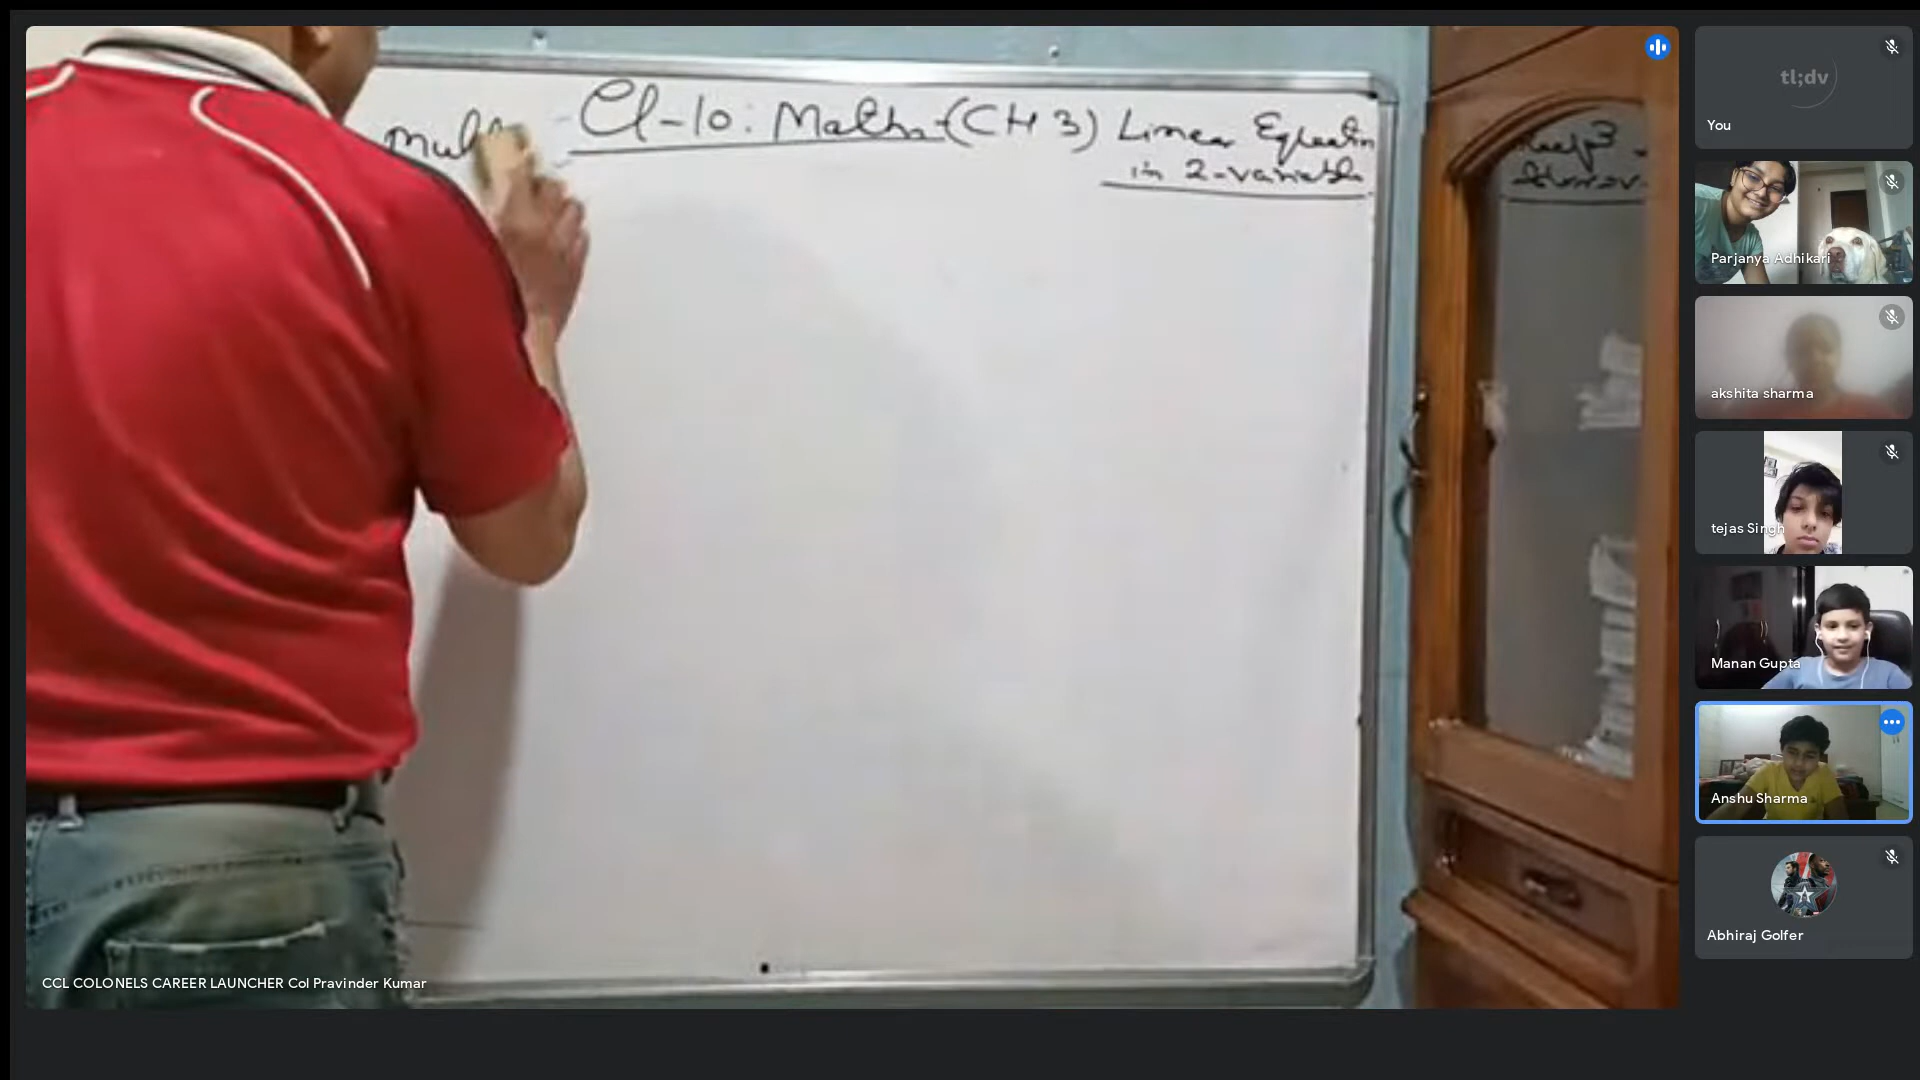 Mul
Cl-10: Maths (CH 3) Linear Equation
in 2-variable
tl;dv
You
Parjanya Adhikari
akshita sharma
tejas Singh
Manan Gupta
Anshu Sharma
Abhiraj Golfer
CCL COLONELS CAREER LAUNCHER Col Pravinder Kumar